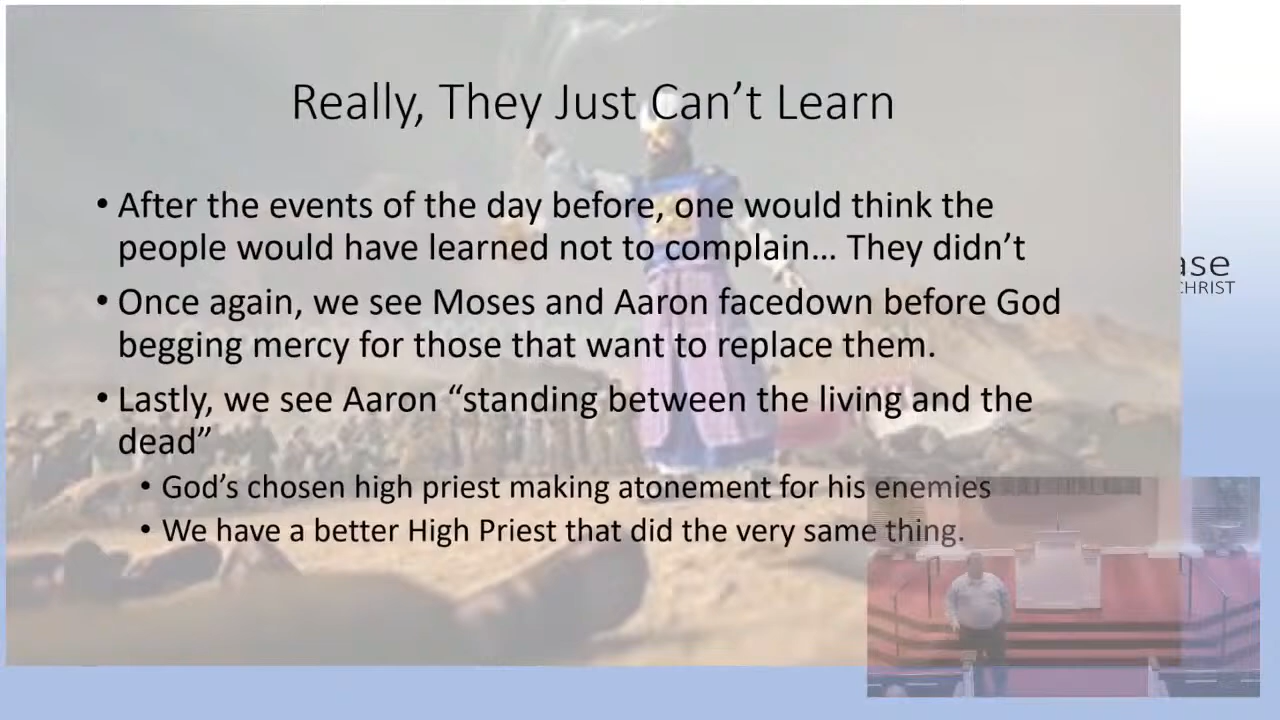 Really, They Just Can’t Learn
• After the events of the day before, one would think the
people would have learned not to complain… They didn’t
• Once again, we see Moses and Aaron facedown before God
begging mercy for those that want to replace them.
• Lastly, we see Aaron “standing between the living and the
dead”
• God’s chosen high priest making atonement for his enemies
• We have a better High Priest that did the very same thing.
ase
CHRIST